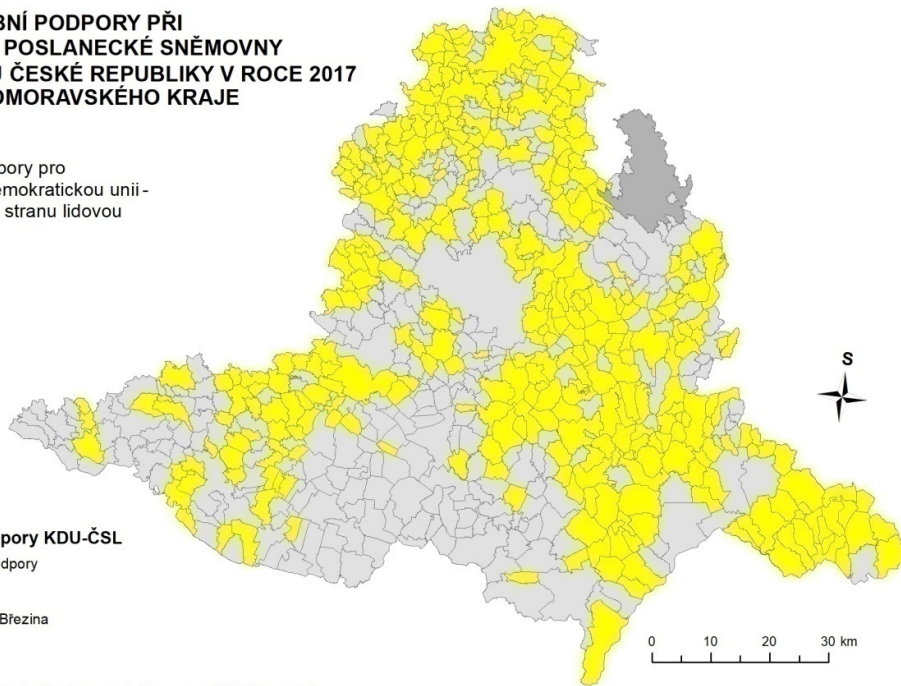 BNÍ PODPORY PŘI
POSLANECKÉ SNĚMOVNY
U ČESKÉ REPUBLIKY V ROCE 2017
OMORAVSKÉHO KRAJE
pory pro
emokratickou unii -
stranu lidovou
S
pory KDU-ČSL
dpory
Březina
0 10 20 30 km